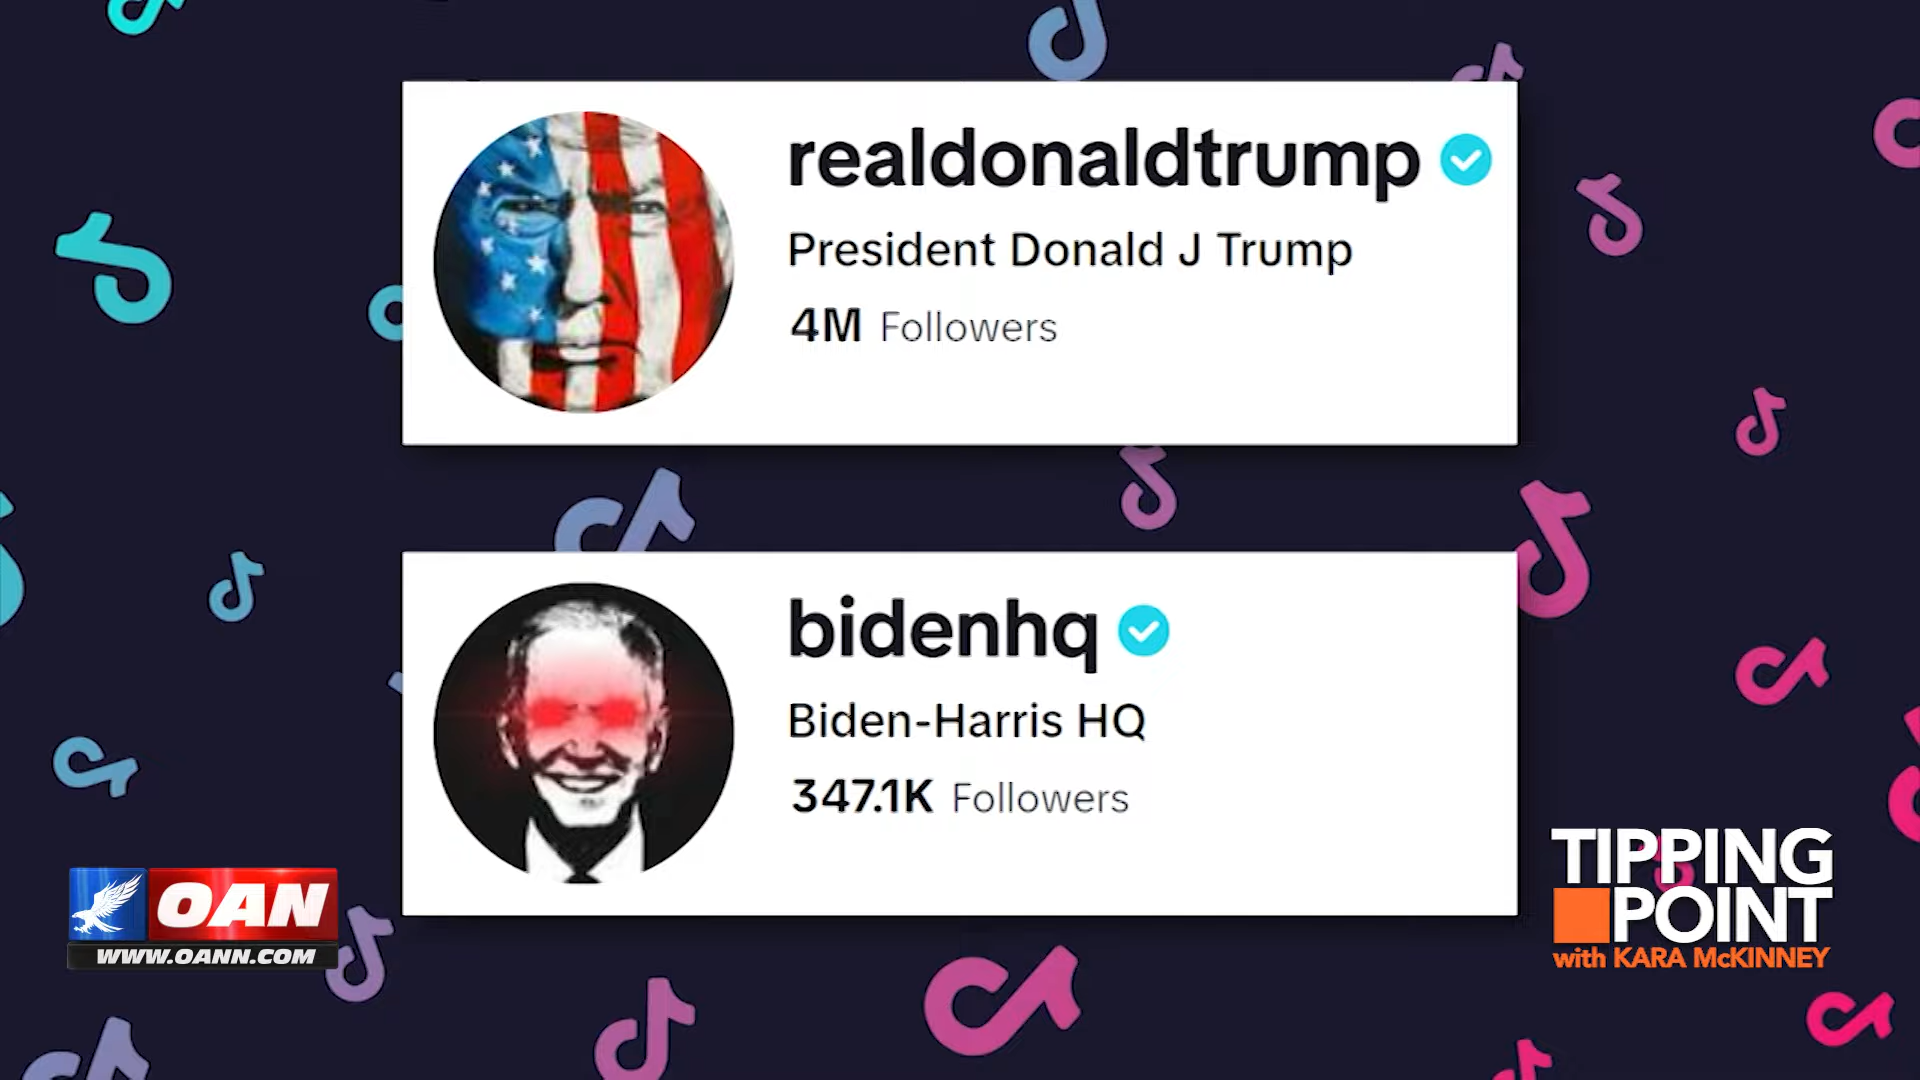 realdonaldtrump
President Donald J Trump
4M Followers
bidenhq
Biden-Harris HQ
347.1K Followers
OAN
WWW.OANN.COM
TIPPING
POINT
with KARA McKINNEY